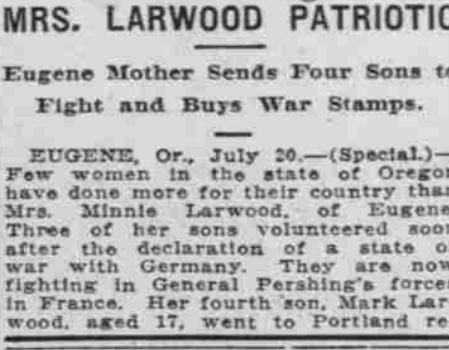 MRS. LARWOOD PATRIOTIC
Eugene Mother Sends Four Sons to
Fight and Buys War Stamps.
EUGENE, Or., July 20.—(Special.)—
Few women in the state of Oregon
have done more for their country than
Mrs. Minnie Larwood, of Eugene.
Three of her sons volunteered soon
after the declaration of a state of
war with Germany. They are now
fighting in General Pershing's forces
in France. Her fourth son, Mark Lar-
wood, aged 17, went to Portland re-